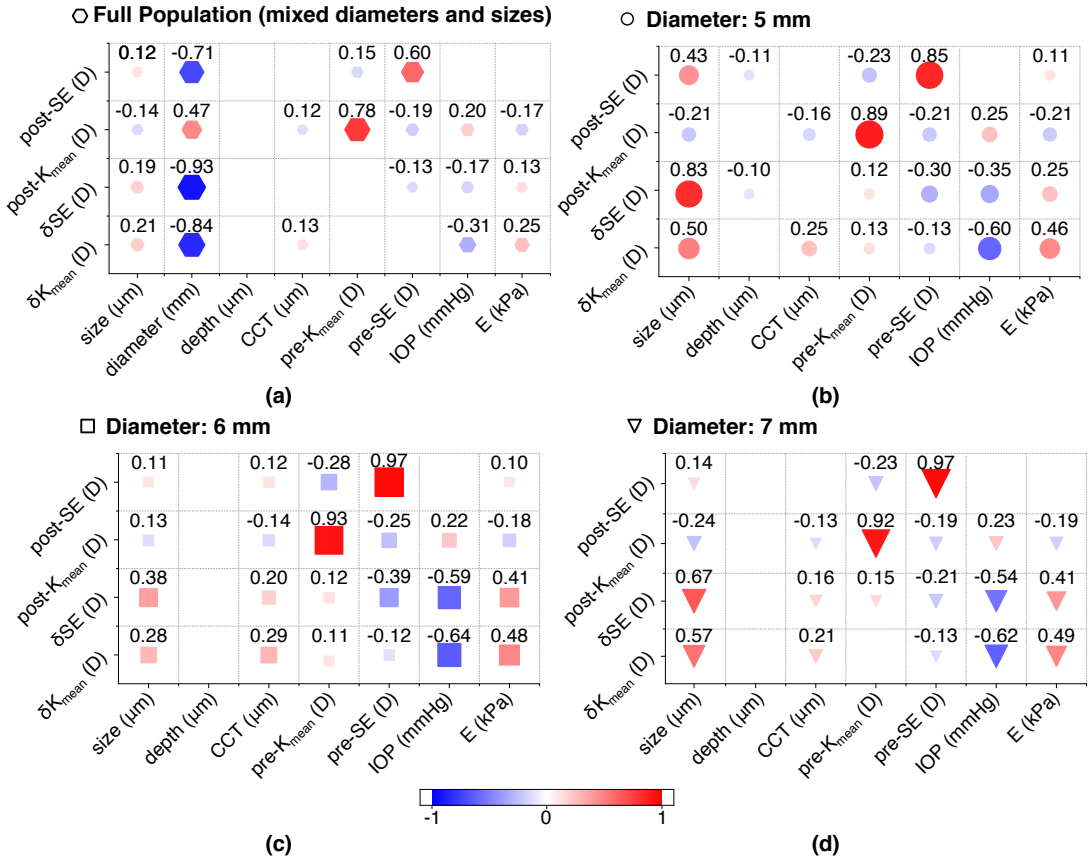 Full Population (mixed diameters and sizes)
0.12 -0.71 0.15 0.60
post-SE (D)
-0.14 0.47 0.12 0.78 -0.19 0.20 -0.17
post-Kmean (D)
0.19 -0.93 -0.13 -0.17 0.13
δSE (D)
0.21 -0.84 0.13 -0.31 0.25
δKmean (D)
size (µm) diameter (mm) depth (µm) CCT (µm) pre-Kmean (D) pre-SE (D) IOP (mmHg) E (kPa)
(a)
Diameter: 5 mm
0.43 -0.11 -0.23 0.85 0.11
post-SE (D)
-0.21 -0.16 0.89 -0.21 0.25 -0.21
post-Kmean (D)
0.83 -0.10 0.12 -0.30 -0.35 0.25
δSE (D)
0.50 0.25 0.13 -0.13 -0.60 0.46
δKmean (D)
size (µm) depth (µm) CCT (µm) pre-Kmean (D) pre-SE (D) IOP (mmHg) E (kPa)
(b)
Diameter: 6 mm
0.11 0.12 -0.28 0.97 0.10
post-SE (D)
0.13 -0.14 0.93 -0.25 0.22 -0.18
post-Kmean (D)
0.38 0.20 0.12 -0.39 -0.59 0.41
δSE (D)
0.28 0.29 0.11 -0.12 -0.64 0.48
δKmean (D)
size (µm) depth (µm) CCT (µm) pre-Kmean (D) pre-SE (D) IOP (mmHg) E (kPa)
(c)
Diameter: 7 mm
0.14 -0.23 0.97
post-SE (D)
-0.24 -0.13 0.92 -0.19 0.23 -0.19
post-Kmean (D)
0.67 0.16 0.15 -0.21 -0.54 0.41
δSE (D)
0.57 0.21 -0.13 -0.62 0.49
δKmean (D)
size (µm) depth (µm) CCT (µm) pre-Kmean (D) pre-SE (D) IOP (mmHg) E (kPa)
(d)
-1 0 1